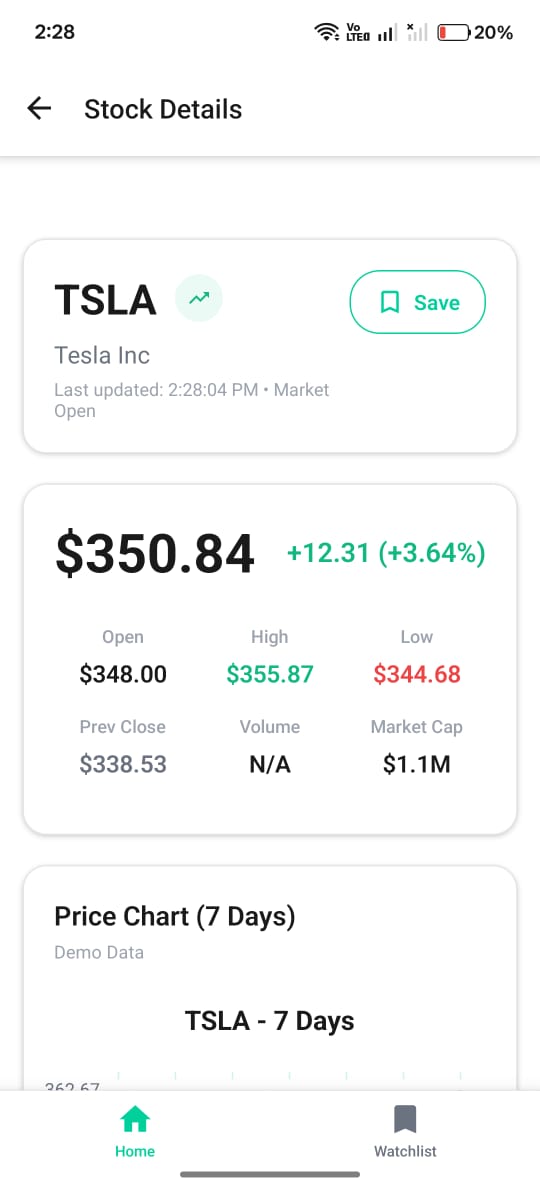 2:28
Vo
LTE
20%
Stock Details
TSLA
Save
Tesla Inc
Last updated: 2:28:04 PM • Market
Open
$350.84 +12.31 (+3.64%)
Open High Low
$348.00 $355.87 $344.68
Prev Close Volume Market Cap
$338.53 N/A $1.1M
Price Chart (7 Days)
Demo Data
TSLA - 7 Days
362.67
Home Watchlist